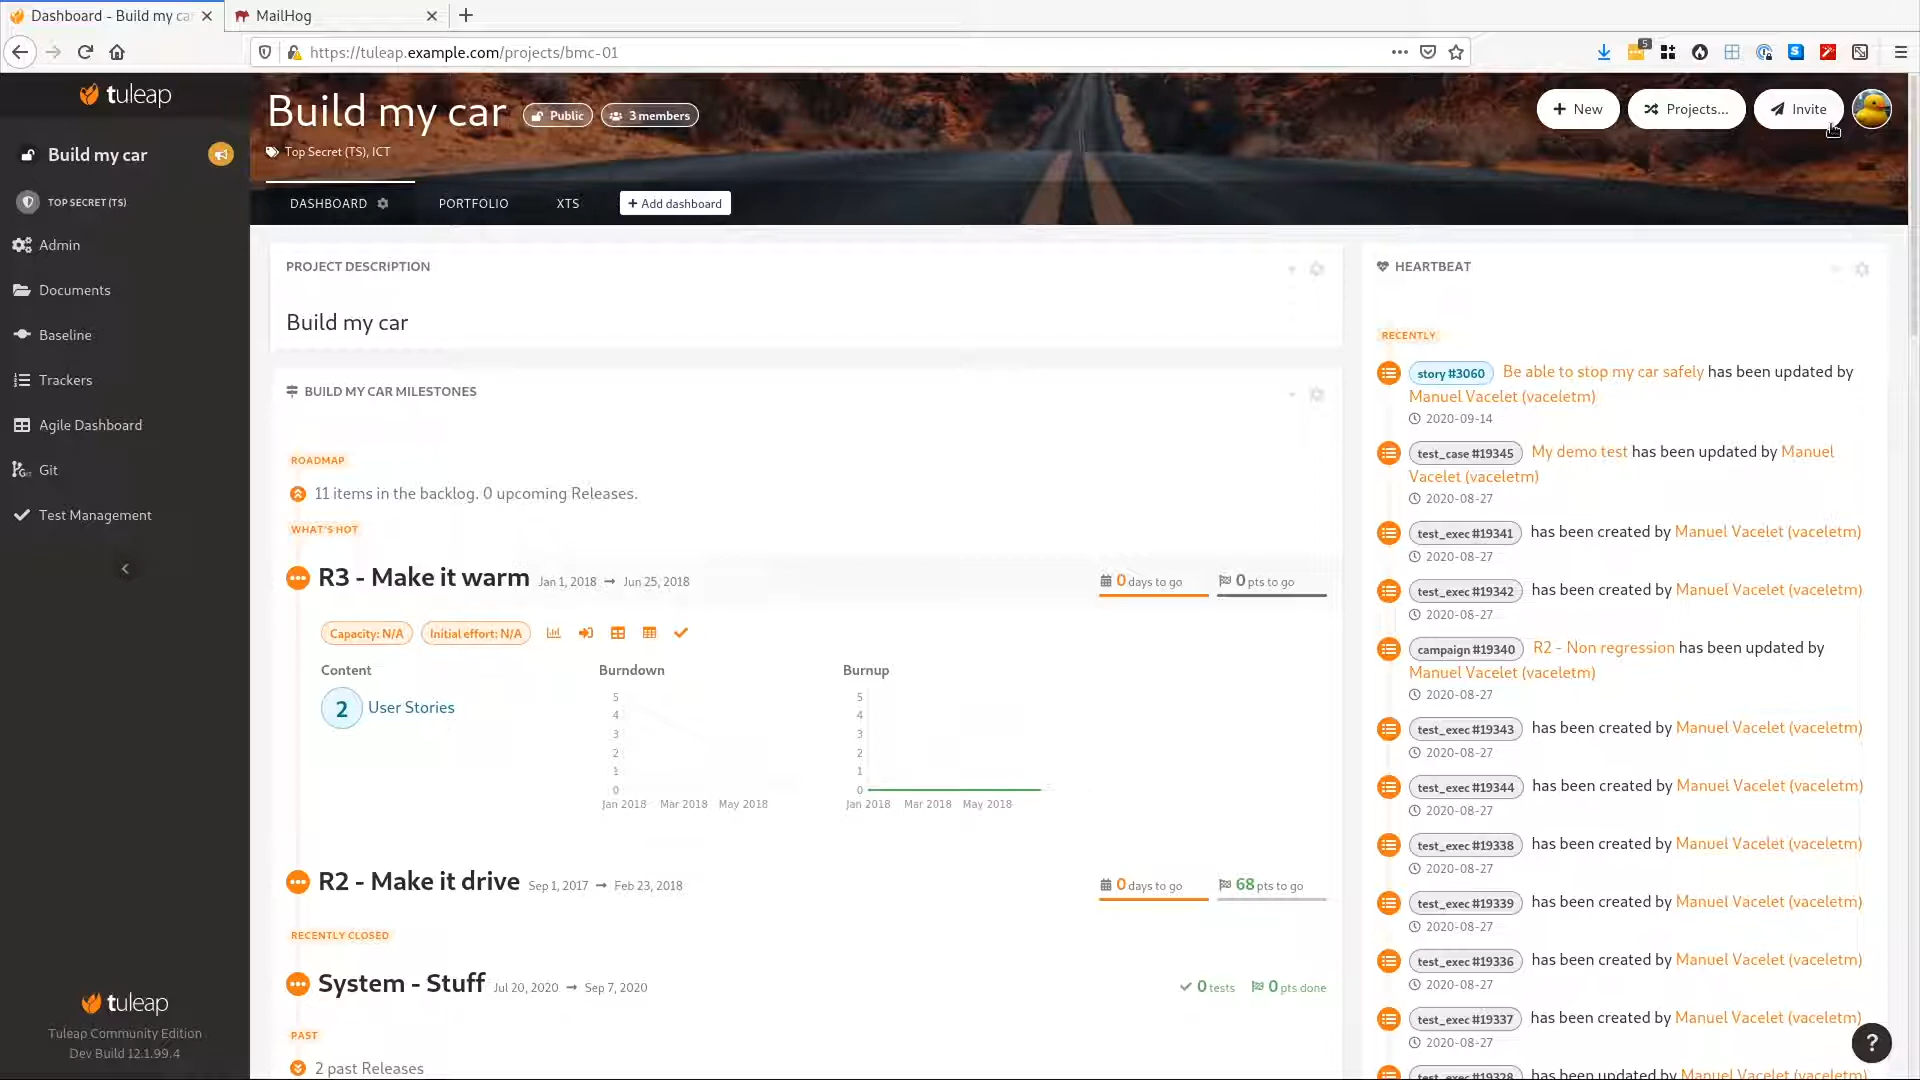 Dashboard - Build my ca
MailHog
https://tuleap.example.com/projects/bmc-01
5
tuleap
Build my car
TOP SECRET (TS)
Admin
Documents
Baseline
Trackers
Agile Dashboard
Git
Test Management
tuleap
Tuleap Community Edition
Dev Build 12.1.99.4
Build my car
Public
3 members
Top Secret (TS), ICT
New
Projects...
Invite
DASHBOARD
PORTFOLIO
XTS
+ Add dashboard
PROJECT DESCRIPTION
Build my car
BUILD MY CAR MILESTONES
ROADMAP
11 items in the backlog. 0 upcoming Releases.
WHAT'S HOT
R3 - Make it warm Jan 1, 2018 → Jun 25, 2018
0 days to go
0 pts to go
Capacity: N/A
Initial effort: N/A
Content
2 User Stories
Burndown
5
4
3
2
1
0
Jan 2018 Mar 2018 May 2018
Burnup
5
4
3
2
1
0
Jan 2018 Mar 2018 May 2018
R2 - Make it drive Sep 1, 2017 → Feb 23, 2018
0 days to go
68 pts to go
RECENTLY CLOSED
System - Stuff Jul 20, 2020 → Sep 7, 2020
0 tests
0 pts done
PAST
2 past Releases
HEARTBEAT
RECENTLY
story #3060 Be able to stop my car safely has been updated by
Manuel Vacelet (vaceletm)
2020-09-14
test_case #19345 My demo test has been updated by Manuel
Vacelet (vaceletm)
2020-08-27
test_exec #19341 has been created by Manuel Vacelet (vaceletm)
2020-08-27
test_exec #19342 has been created by Manuel Vacelet (vaceletm)
2020-08-27
campaign #19340 R2 - Non regression has been updated by
Manuel Vacelet (vaceletm)
2020-08-27
test_exec #19343 has been created by Manuel Vacelet (vaceletm)
2020-08-27
test_exec #19344 has been created by Manuel Vacelet (vaceletm)
2020-08-27
test_exec #19338 has been created by Manuel Vacelet (vaceletm)
2020-08-27
test_exec #19339 has been created by Manuel Vacelet (vaceletm)
2020-08-27
test_exec #19336 has been created by Manuel Vacelet (vaceletm)
2020-08-27
test_exec #19337 has been created by Manuel Vacelet (vaceletm)
2020-08-27
test_exec #19328 has been updated by Manuel Vacelet (vaceletm)
?